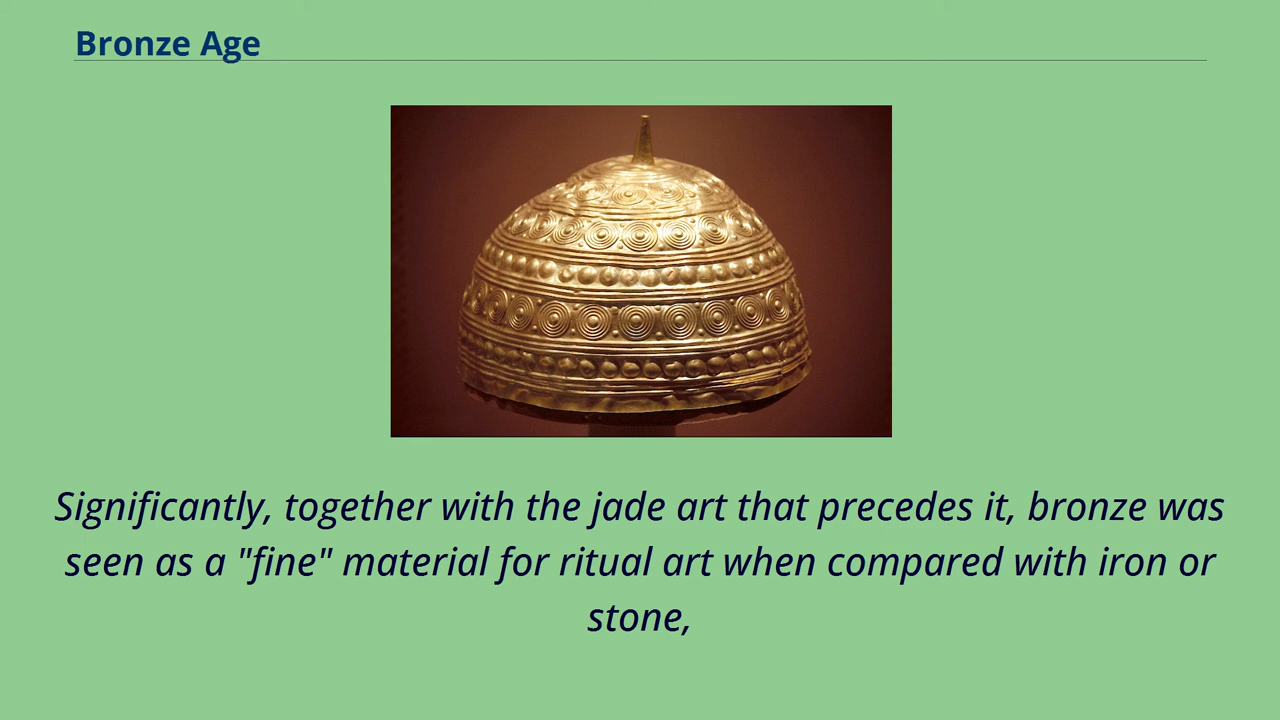 Bronze Age
Significantly, together with the jade art that precedes it, bronze was
seen as a "fine" material for ritual art when compared with iron or
stone,